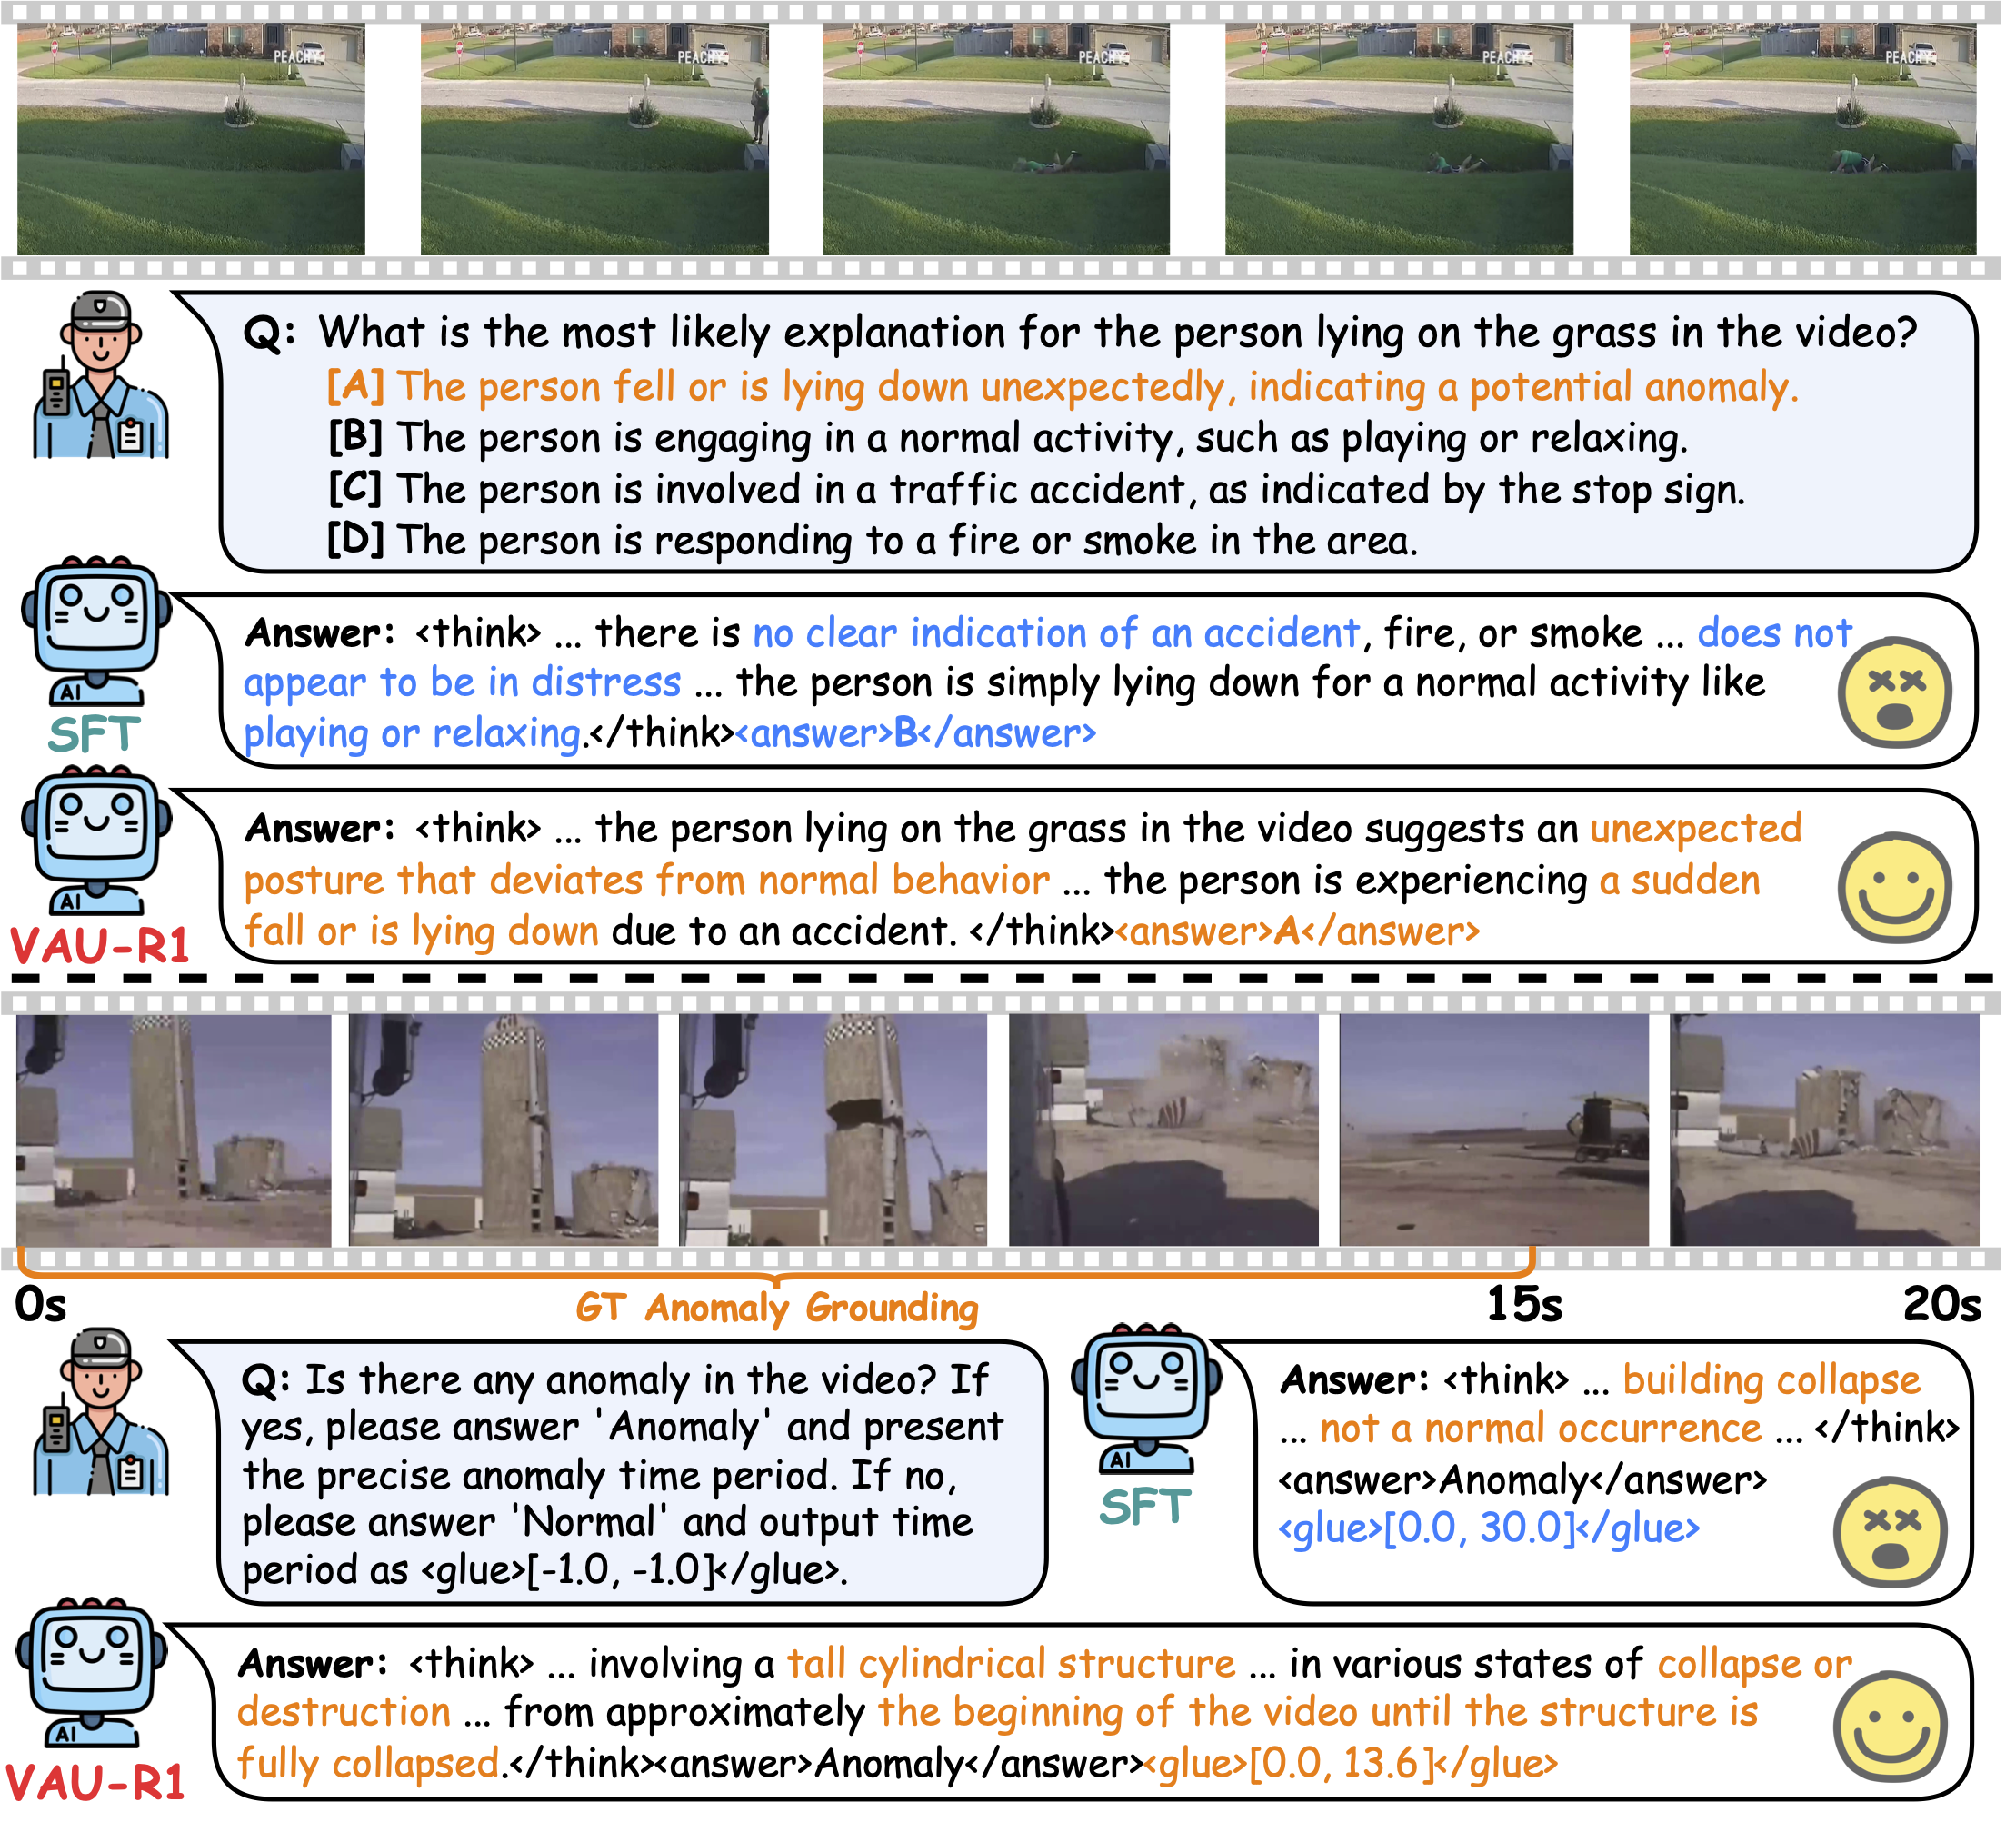 PEACHY PEACHY PEACHY PEACHY PEACHY
Q: What is the most likely explanation for the person lying on the grass in the video?
[A] The person fell or is lying down unexpectedly, indicating a potential anomaly.
[B] The person is engaging in a normal activity, such as playing or relaxing.
[C] The person is involved in a traffic accident, as indicated by the stop sign.
[D] The person is responding to a fire or smoke in the area.
AI
SFT
Answer: <think> ... there is no clear indication of an accident, fire, or smoke ... does not
appear to be in distress ... the person is simply lying down for a normal activity like
playing or relaxing.</think><answer>B</answer>
AI
VAU-R1
Answer: <think> ... the person lying on the grass in the video suggests an unexpected
posture that deviates from normal behavior ... the person is experiencing a sudden
fall or is lying down due to an accident. </think><answer>A</answer>
0s
GT Anomaly Grounding
15s
20s
Q: Is there any anomaly in the video? If
yes, please answer 'Anomaly' and present
the precise anomaly time period. If no,
please answer 'Normal' and output time
period as <glue>[-1.0, -1.0]</glue>.
AI
SFT
Answer: <think> ... building collapse
... not a normal occurrence ... </think>
<answer>Anomaly</answer>
<glue>[0.0, 30.0]</glue>
AI
VAU-R1
Answer: <think> ... involving a tall cylindrical structure ... in various states of collapse or
destruction ... from approximately the beginning of the video until the structure is
fully collapsed.</think><answer>Anomaly</answer><glue>[0.0, 13.6]</glue>